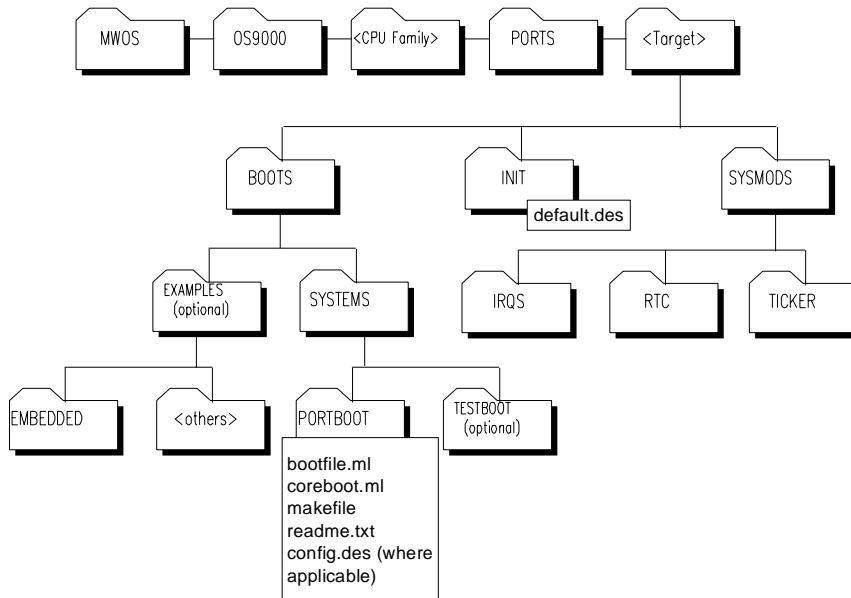 MWOS
OS9000
<CPU Family>
PORTS
<Target>
BOOTS
INIT
default.des
SYSMODS
EXAMPLES
(optional)
SYSTEMS
IRQS
RTC
TICKER
EMBEDDED
<others>
PORTBOOT
TESTBOOT
(optional)
bootfile.ml
coreboot.ml
makefile
readme.txt
config.des (where
applicable)